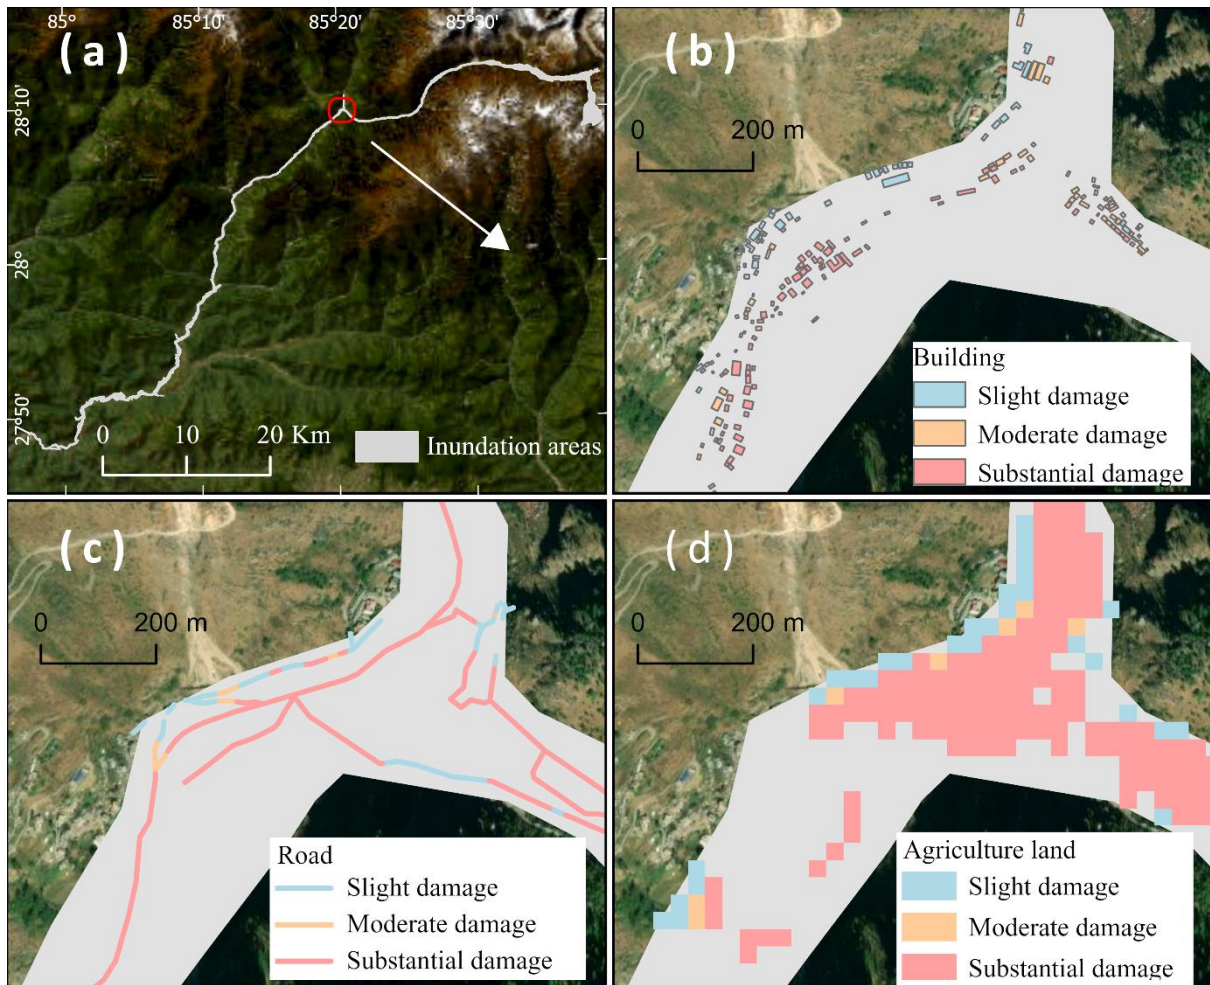 85° 85°10' 85°20' 85°30'
( a )
28°10'
28°
27°50'
0 10 20 Km
Inundation areas
( b )
0 200 m
Building
Slight damage
Moderate damage
Substantial damage
( c )
0 200 m
Road
Slight damage
Moderate damage
Substantial damage
( d )
0 200 m
Agriculture land
Slight damage
Moderate damage
Substantial damage